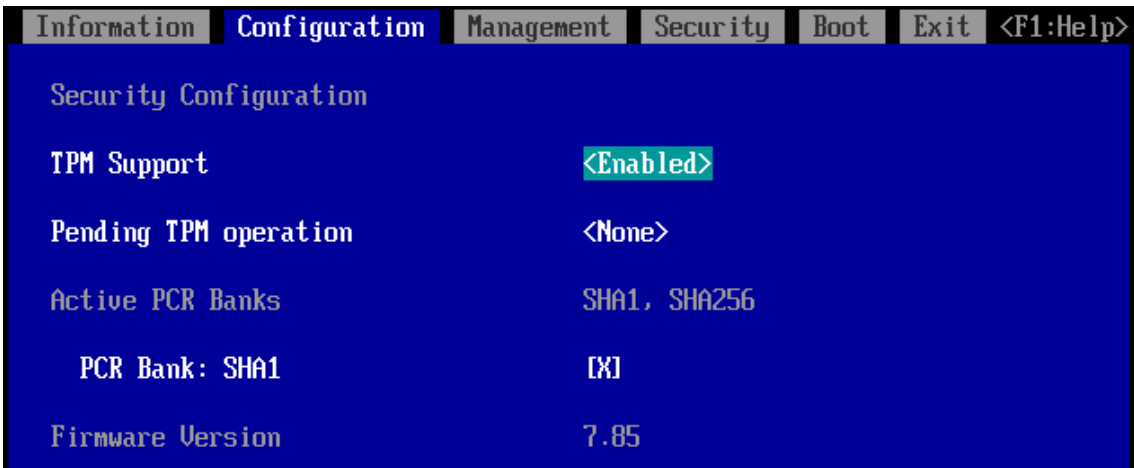 Information Configuration Management Security Boot Exit <F1:Help>
Security Configuration
TPM Support <Enabled>
Pending TPM operation <None>
Active PCR Banks SHA1, SHA256
PCR Bank: SHA1 [X]
Firmware Version 7.85